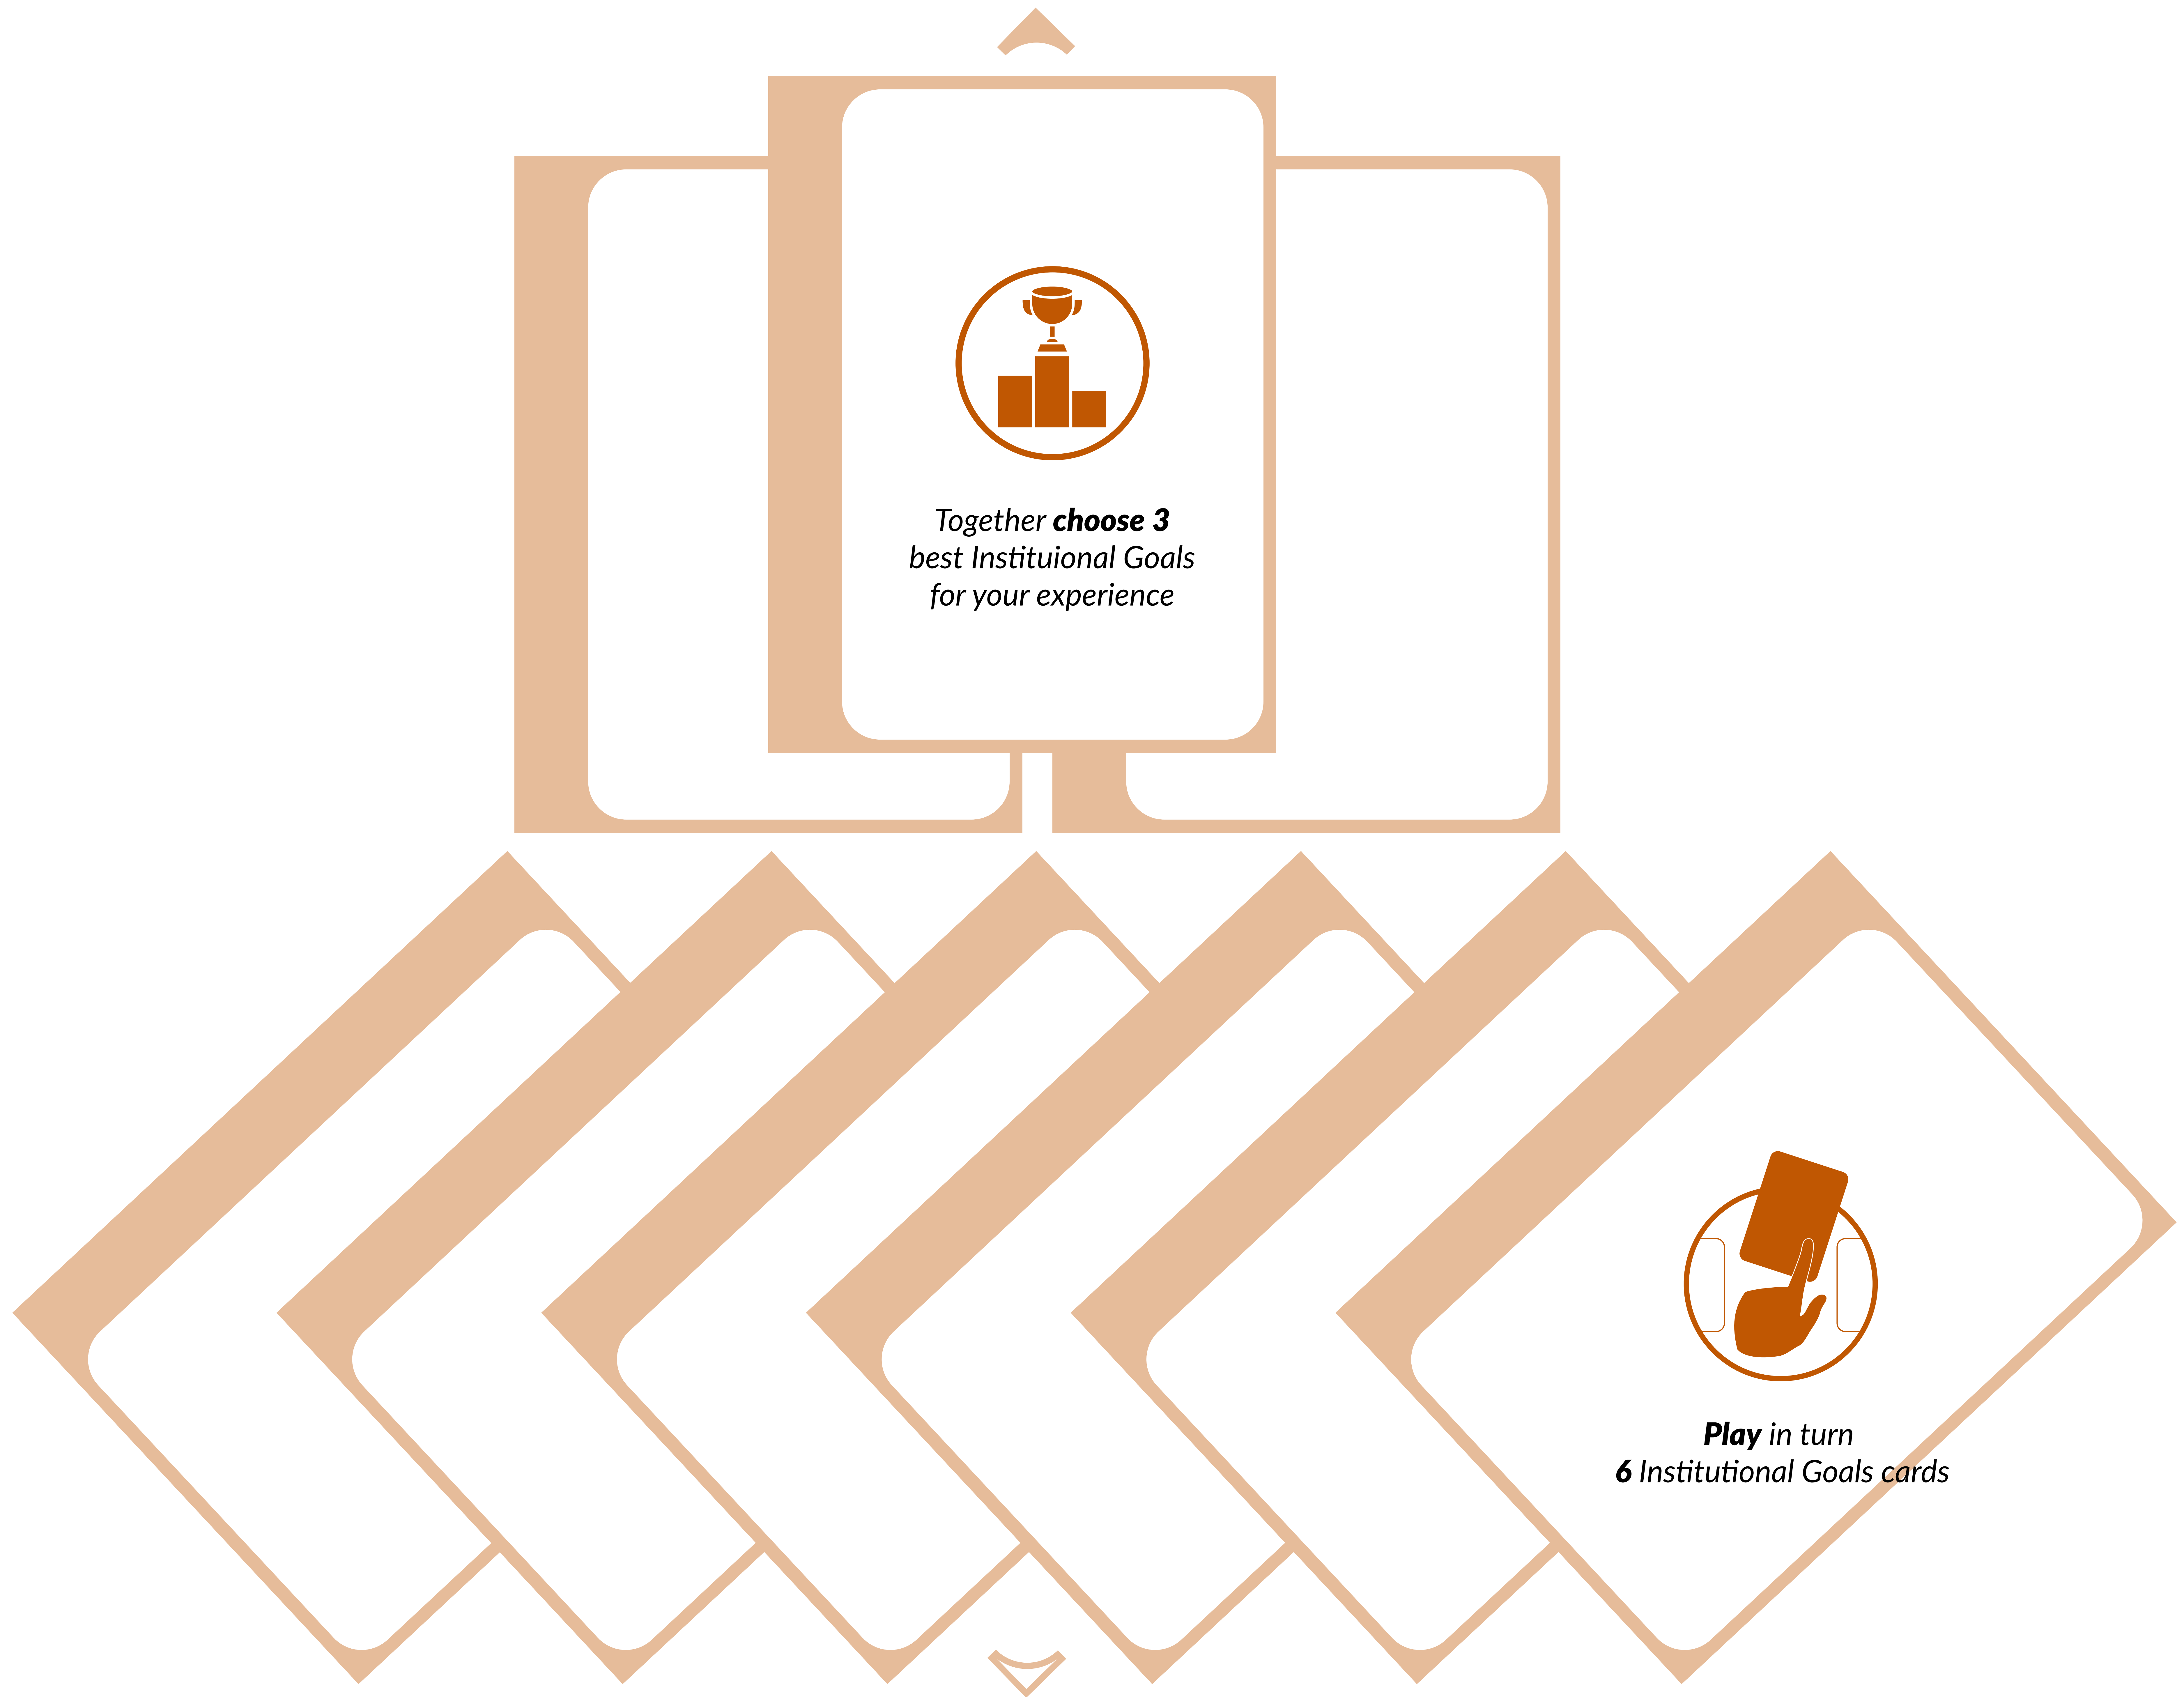 Together choose 3
best Instituional Goals
for your experience
Play in turn
6 Institutional Goals cards